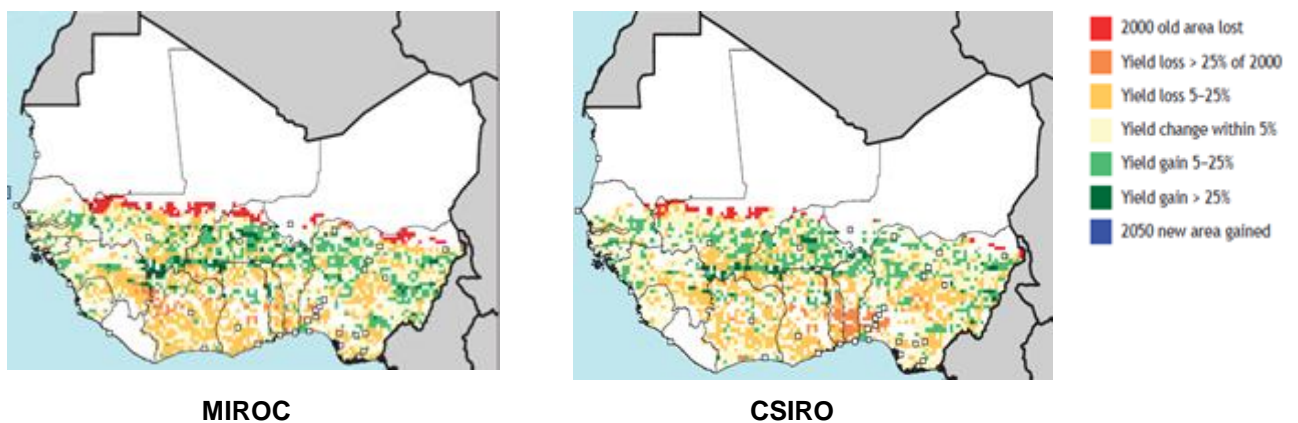 2000 old area lost
Yield loss > 25% of 2000
Yield loss 5–25%
Yield change within 5%
Yield gain 5–25%
Yield gain > 25%
2050 new area gained
MIROC
CSIRO